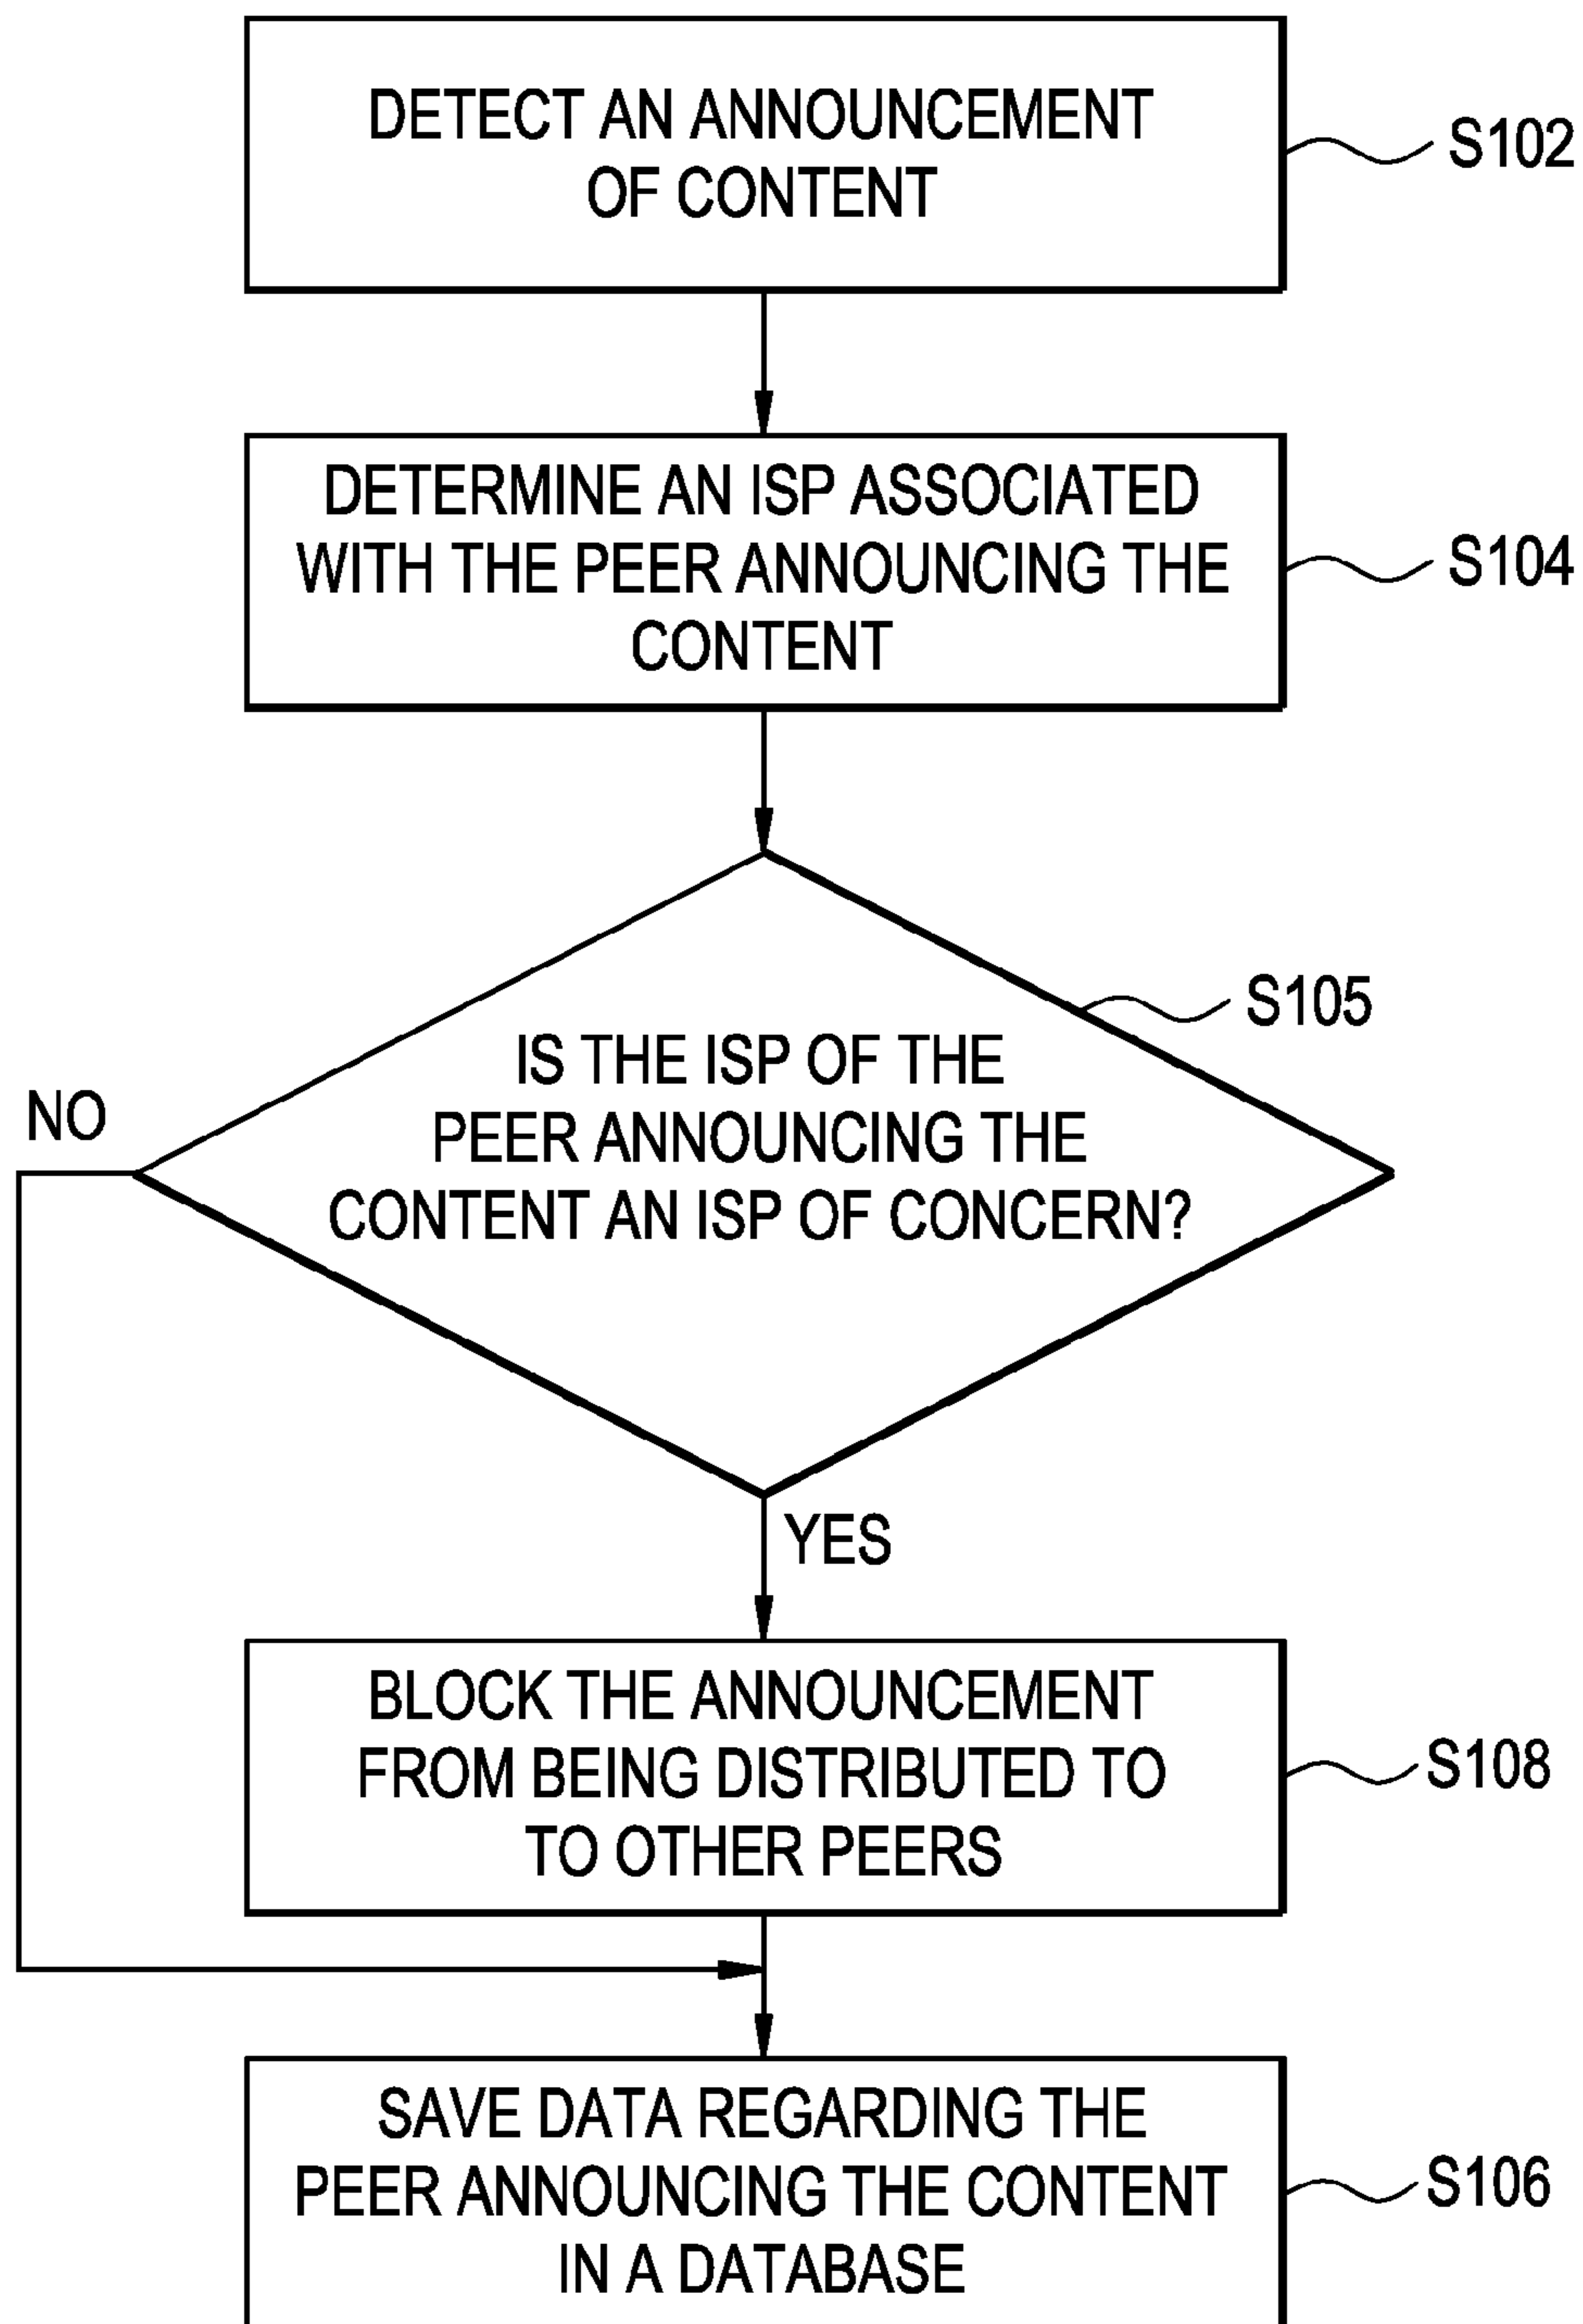 DETECT AN ANNOUNCEMENT
OF CONTENT
S102
DETERMINE AN ISP ASSOCIATED
WITH THE PEER ANNOUNCING THE
CONTENT
S104
S105
IS THE ISP OF THE
PEER ANNOUNCING THE
CONTENT AN ISP OF CONCERN?
NO
YES
BLOCK THE ANNOUNCEMENT
FROM BEING DISTRIBUTED TO
TO OTHER PEERS
S108
SAVE DATA REGARDING THE
PEER ANNOUNCING THE CONTENT
IN A DATABASE
S106